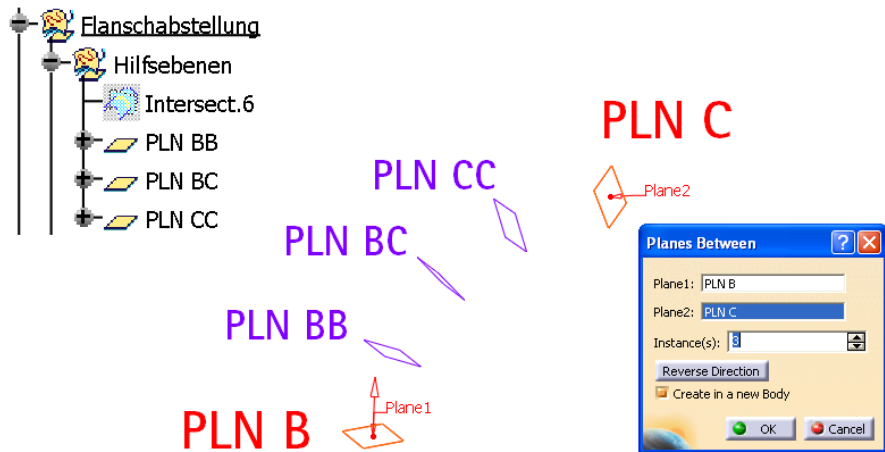 Flanschabstellung
Hilfsebenen
Intersect.6
PLN BB
PLN BC
PLN CC
PLN C
PLN CC
Plane2
PLN BC
PLN BB
Plane1
PLN B
Planes Between
Plane1: PLN B
Plane2: PLN C
Instance(s): 3
Reverse Direction
Create in a new Body
OK Cancel